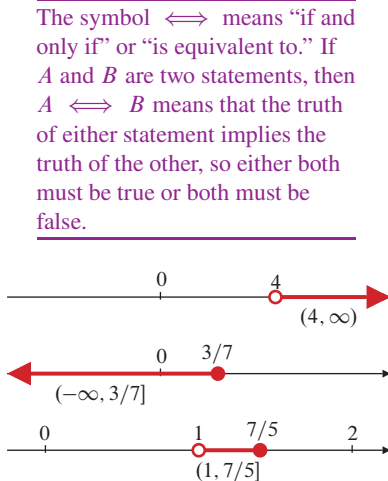 The symbol ⟺ means “if and
only if” or “is equivalent to.” If
A and B are two statements, then
A ⟺ B means that the truth
of either statement implies the
truth of the other, so either both
must be true or both must be
false.
0 4
(4, ∞)
0 3/7
(−∞, 3/7]
0 1 7/5 2
(1, 7/5]